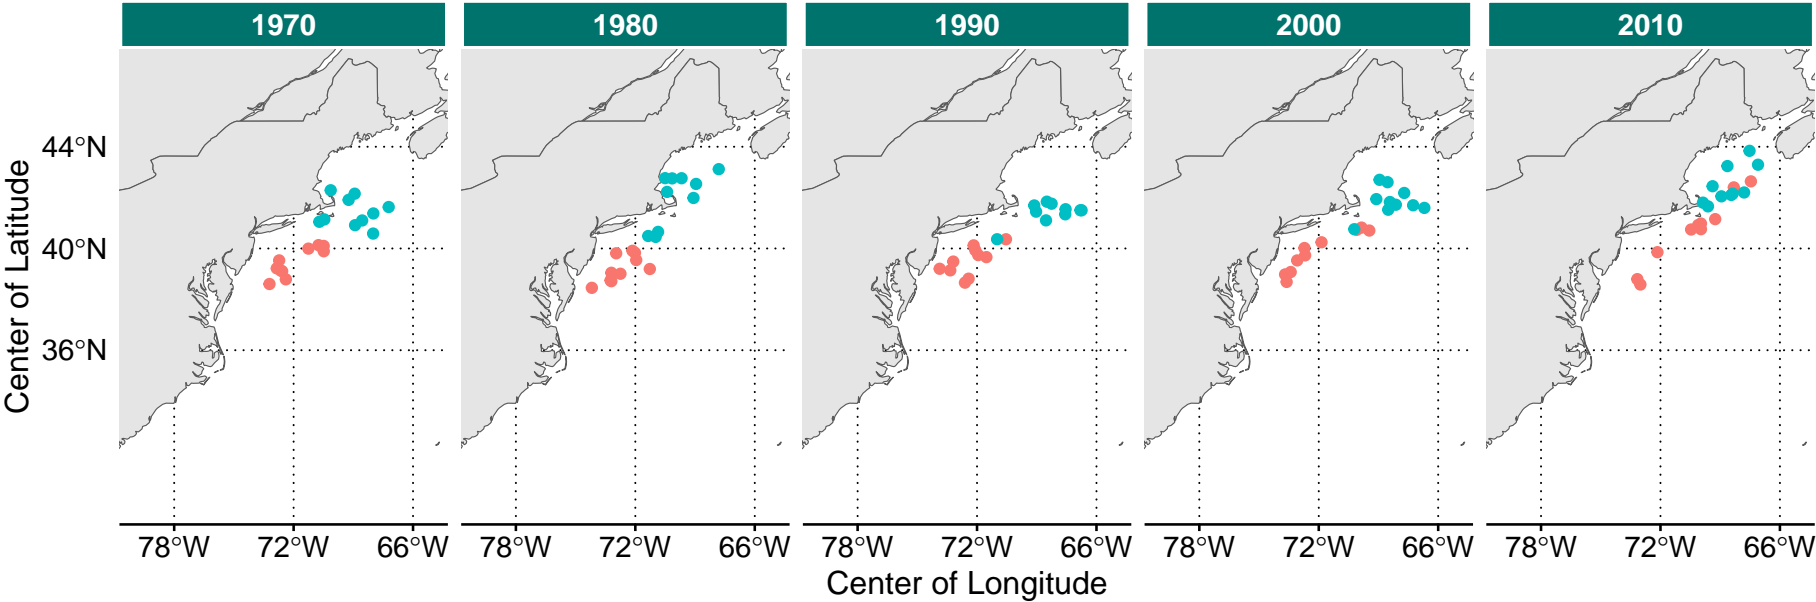 1970 1980 1990 2000 2010
44°N
40°N
36°N
Center of Latitude
78°W 72°W 66°W 78°W 72°W 66°W 78°W 72°W 66°W 78°W 72°W 66°W 78°W 72°W 66°W
Center of Longitude